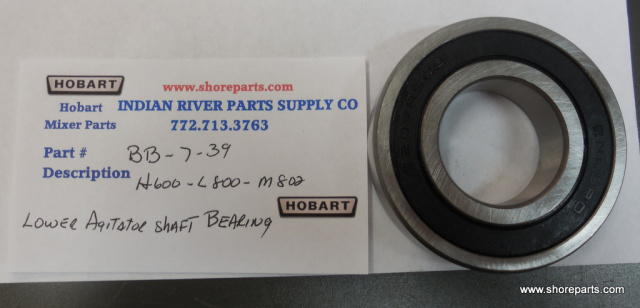 HOBART
www.shoreparts.com
Hobart INDIAN RIVER PARTS SUPPLY CO
Mixer Parts 772.713.3763
Part # BB-7-39
Description H600-L800-M802
HOBART
LOWER Agitator SHAFT BEARING
www.shoreparts.com